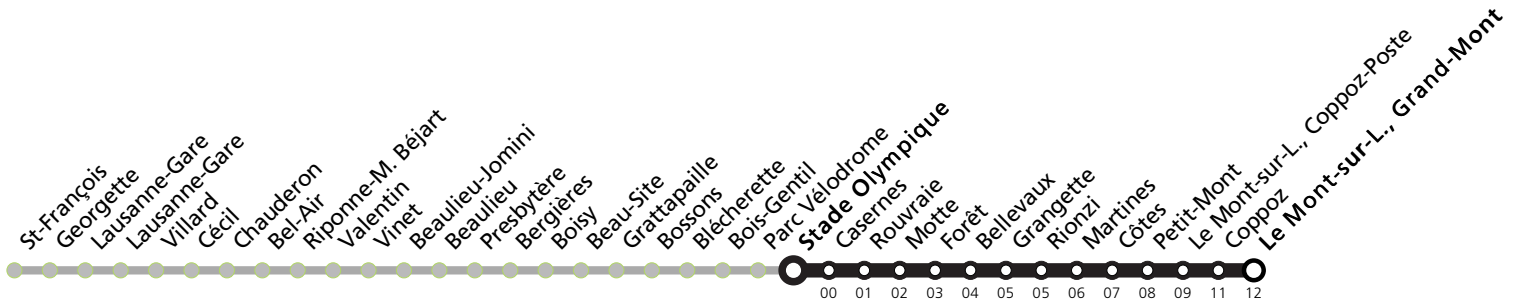 St-François
Georgette
Lausanne-Gare
Lausanne-Gare
Villard
Cécil
Chauderon
Bel-Air
Riponne-M. Béjart
Valentin
Vinet
Beaulieu-Jomini
Beaulieu
Presbytère
Bergières
Boisy
Beau-Site
Grattapaille
Bossons
Blécherette
Bois-Gentil
Parc Vélodrome
Stade Olympique
Casernes
Rouvraie
Motte
Forêt
Bellevaux
Grangette
Rionzi
Martines
Côtes
Petit-Mont
Le Mont-sur-L., Coppoz-Poste
Coppoz
Le Mont-sur-L., Grand-Mont
00 01 02 03 04 05 05 06 07 08 09 11 12